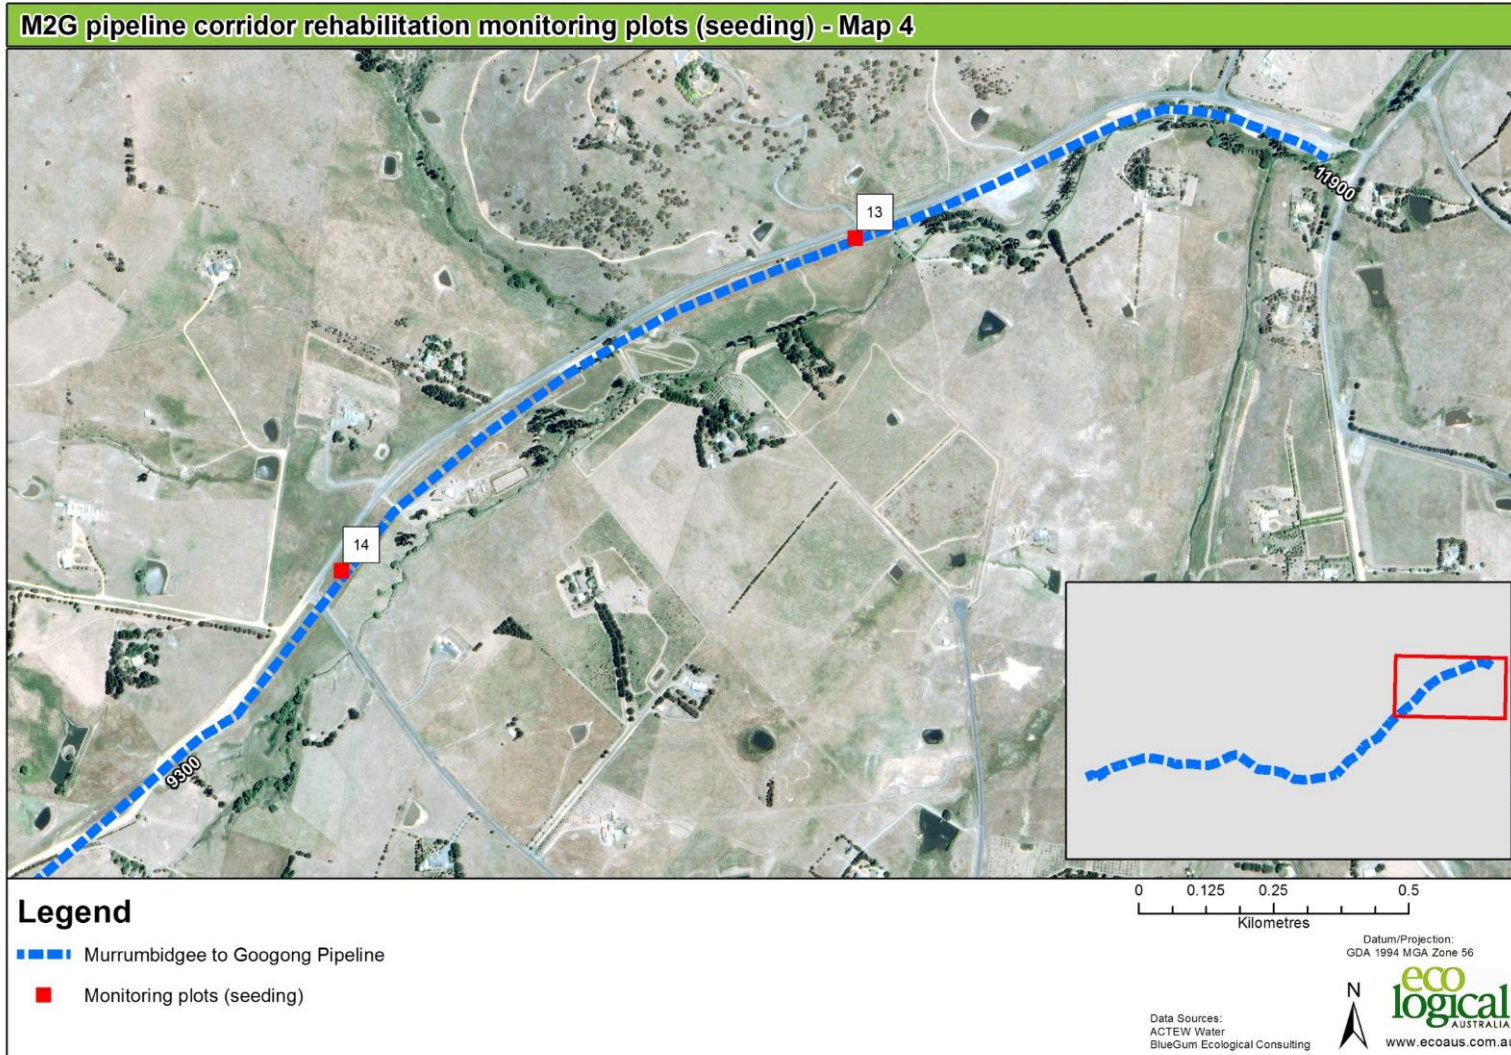 M2G pipeline corridor rehabilitation monitoring plots (seeding) - Map 4
13
11900
14
9300
Legend
Murrumbidgee to Googong Pipeline
Monitoring plots (seeding)
0 0.125 0.25 0.5
Kilometres
Datum/Projection:
GDA 1994 MGA Zone 56
N
eco
logical
AUSTRALIA
www.ecoaus.com.au
Data Sources:
ACTEW Water
BlueGum Ecological Consulting